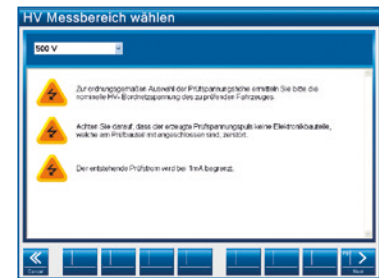 HV Messbereich wählen
500 V
Zur ordnungsgemäßen Auswahl der Prüfspannungshöhe ermitteln Sie bitte die
nominelle HV- Bordnetzspannung des zu prüfenden Fahrzeuges.
Achten Sie darauf, dass der erzeugte Prüfspannungspuls keine Elektronikbauteile,
welche am Prüfbauteil mit angeschlossen sind, zerstört.
Der entstehende Prüfstrom wird bei 1mA begrenzt.
Cancel
Next